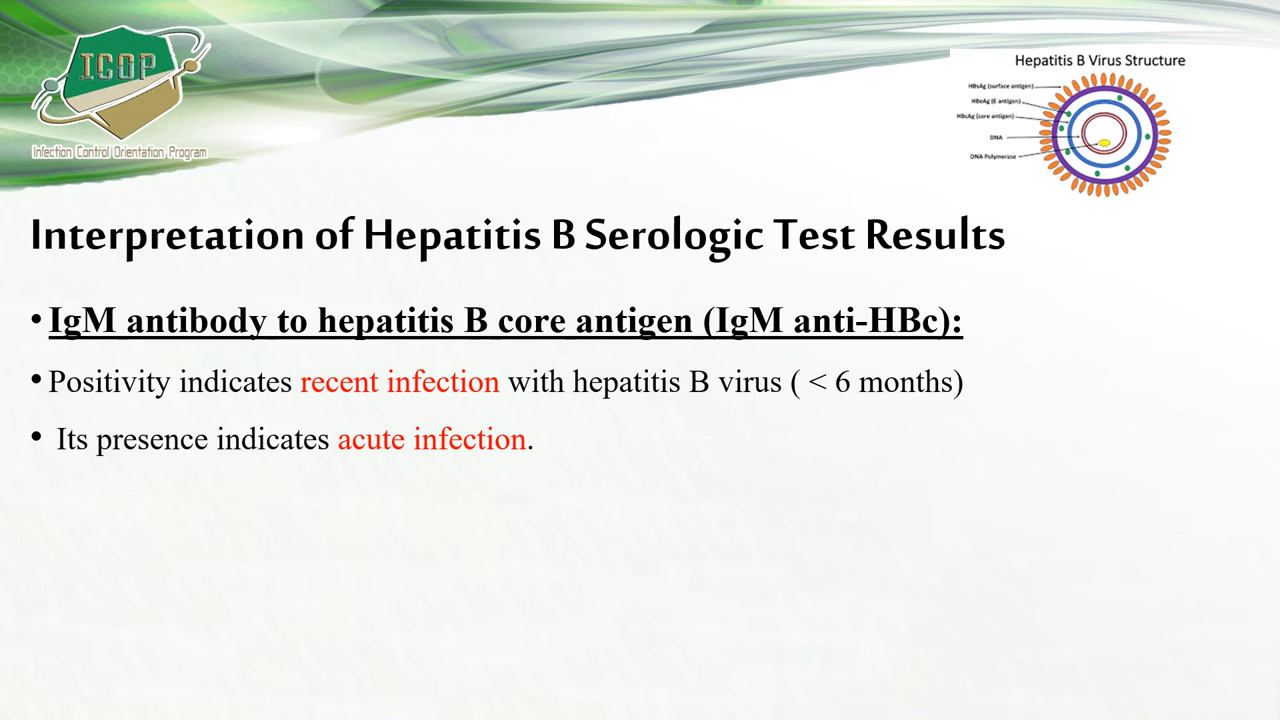 ICOP
Infection Control Orientation Program
Hepatitis B Virus Structure
HBsAg (surface antigen)
HBeAg (E antigen)
HBcAg (core antigen)
DNA
DNA Polymerase
Interpretation of Hepatitis B Serologic Test Results
• IgM antibody to hepatitis B core antigen (IgM anti-HBc):
• Positivity indicates recent infection with hepatitis B virus ( < 6 months)
• Its presence indicates acute infection.